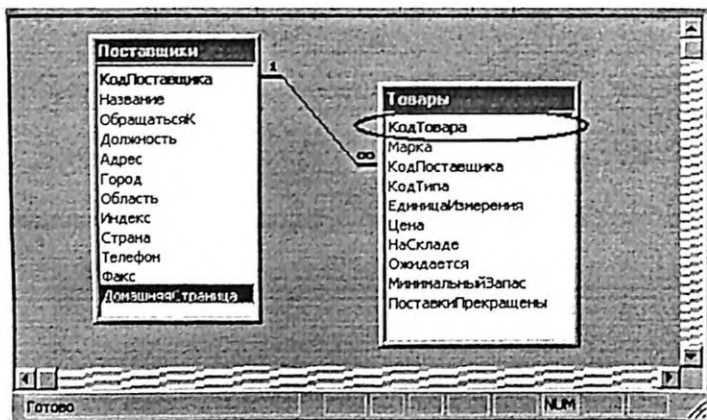 Поставщики
КодПоставщика
Название
ОбращатьсяК
Должность
Адрес
Город
Область
Индекс
Страна
Телефон
Факс
ДомашняяСтраница
1
∞
Товары
КодТовара
Марка
КодПоставщика
КодТипа
ЕдиницаИзмерения
Цена
НаСкладе
Ожидается
МинимальныйЗапас
ПоставкиПрекращены
Готово
NUM